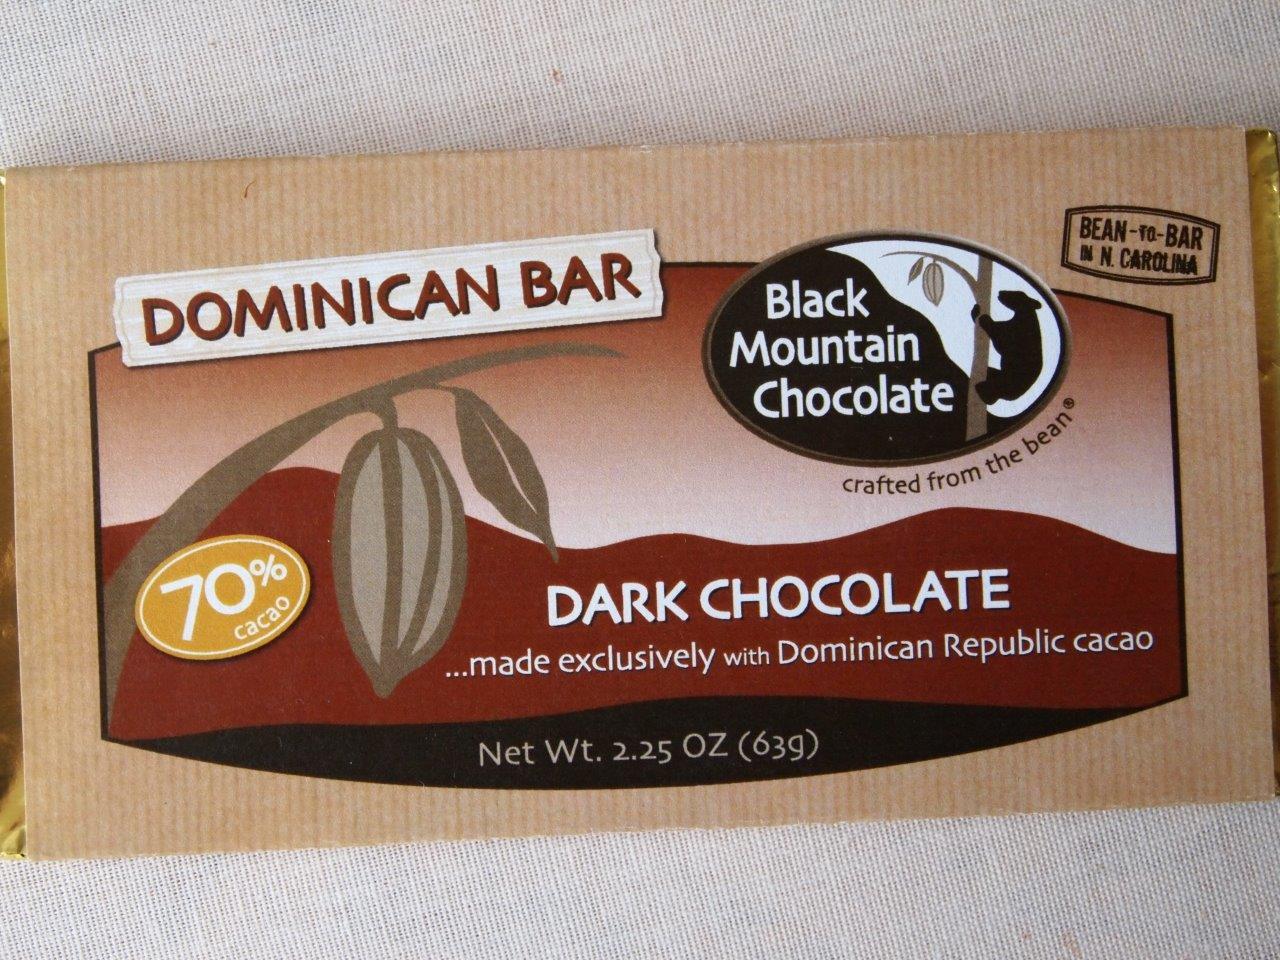 DOMINICAN BAR
BEAN-TO-BAR
IN N. CAROLINA
Black
Mountain
Chocolate
crafted from the bean®
70%
cacao
DARK CHOCOLATE
...made exclusively with Dominican Republic cacao
Net Wt. 2.25 OZ (63g)